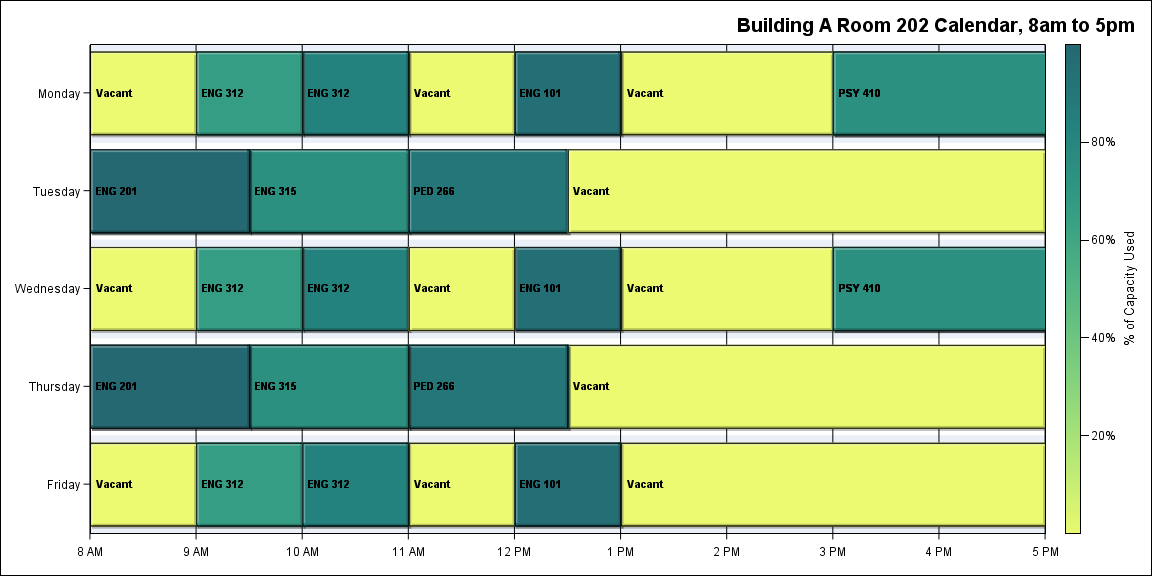 Building A Room 202 Calendar, 8am to 5pm
Monday
Vacant
ENG 312
ENG 312
Vacant
ENG 101
Vacant
PSY 410
Tuesday
ENG 201
ENG 315
PED 266
Vacant
Wednesday
Vacant
ENG 312
ENG 312
Vacant
ENG 101
Vacant
PSY 410
Thursday
ENG 201
ENG 315
PED 266
Vacant
Friday
Vacant
ENG 312
ENG 312
Vacant
ENG 101
Vacant
8 AM
9 AM
10 AM
11 AM
12 PM
1 PM
2 PM
3 PM
4 PM
5 PM
80%
60%
40%
20%
% of Capacity Used